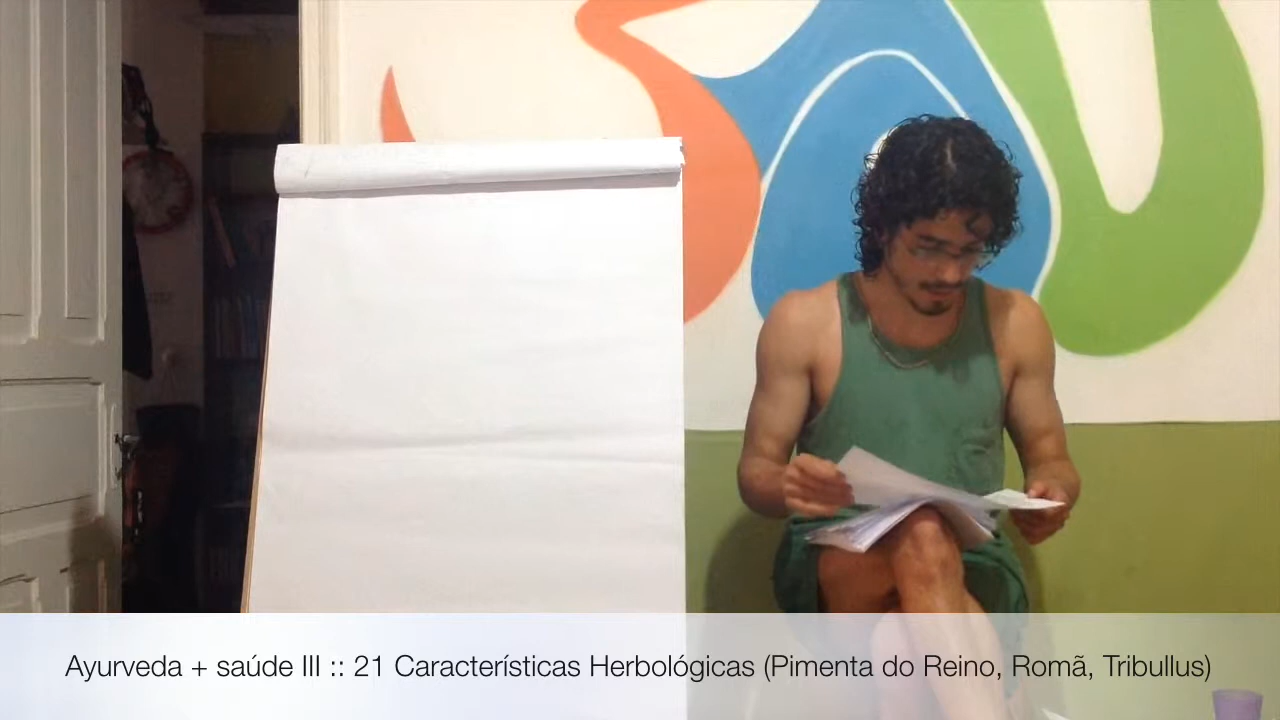 Ayurveda + saúde III :: 21 Características Herbológicas (Pimenta do Reino, Romã, Tribullus)